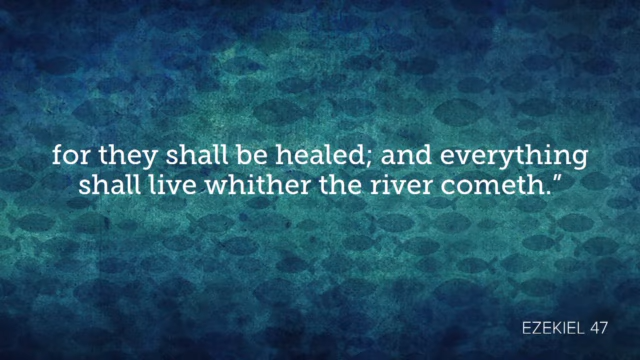 for they shall be healed; and everything
shall live whither the river cometh.”
EZEKIEL 47